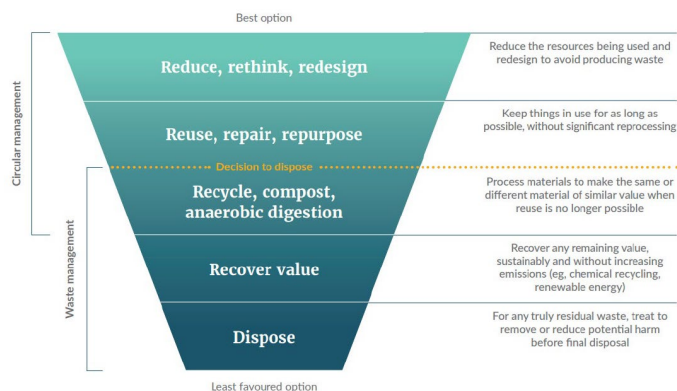 Best option
Circular management
Waste management
Reduce, rethink, redesign
Reduce the resources being used and
redesign to avoid producing waste
Reuse, repair, repurpose
Keep things in use for as long as
possible, without significant reprocessing
Decision to dispose
Recycle, compost,
anaerobic digestion
Process materials to make the same or
different material of similar value when
reuse is no longer possible
Recover value
Recover any remaining value,
sustainably and without increasing
emissions (eg, chemical recycling,
renewable energy)
Dispose
For any truly residual waste, treat to
remove or reduce potential harm
before final disposal
Least favoured option